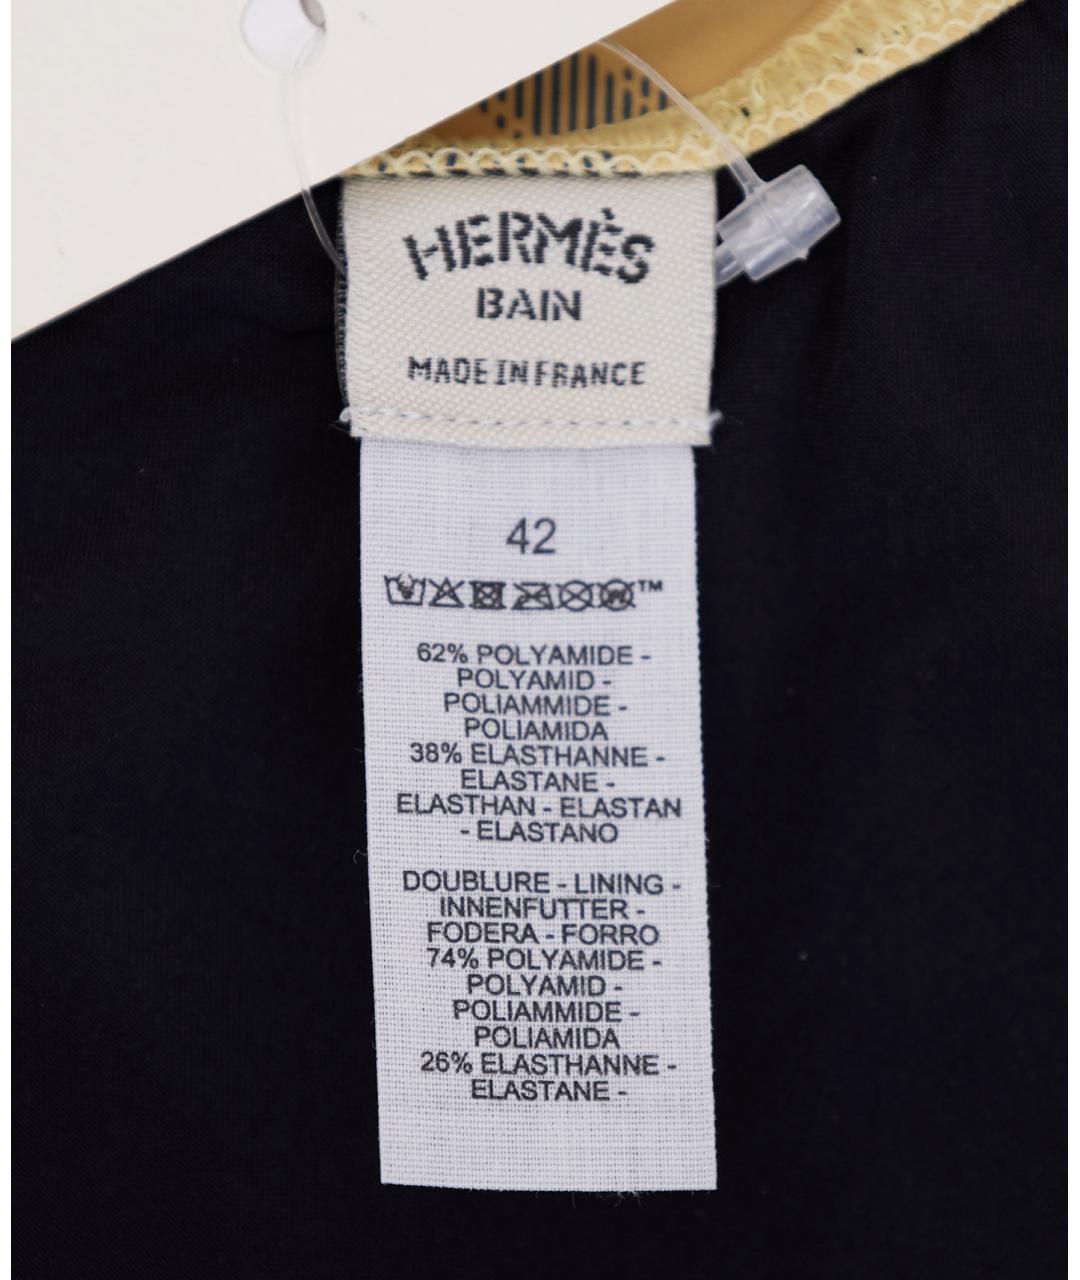 HERMÈS
BAIN
MADE IN FRANCE
42
™
62% POLYAMIDE -
POLYAMID -
POLIAMMIDE -
POLIAMIDA
38% ELASTHANNE -
ELASTANE -
ELASTHAN - ELASTAN
- ELASTANO
DOUBLURE - LINING -
INNENFUTTER -
FODERA - FORRO
74% POLYAMIDE -
POLYAMID -
POLIAMMIDE -
POLIAMIDA
26% ELASTHANNE -
ELASTANE -